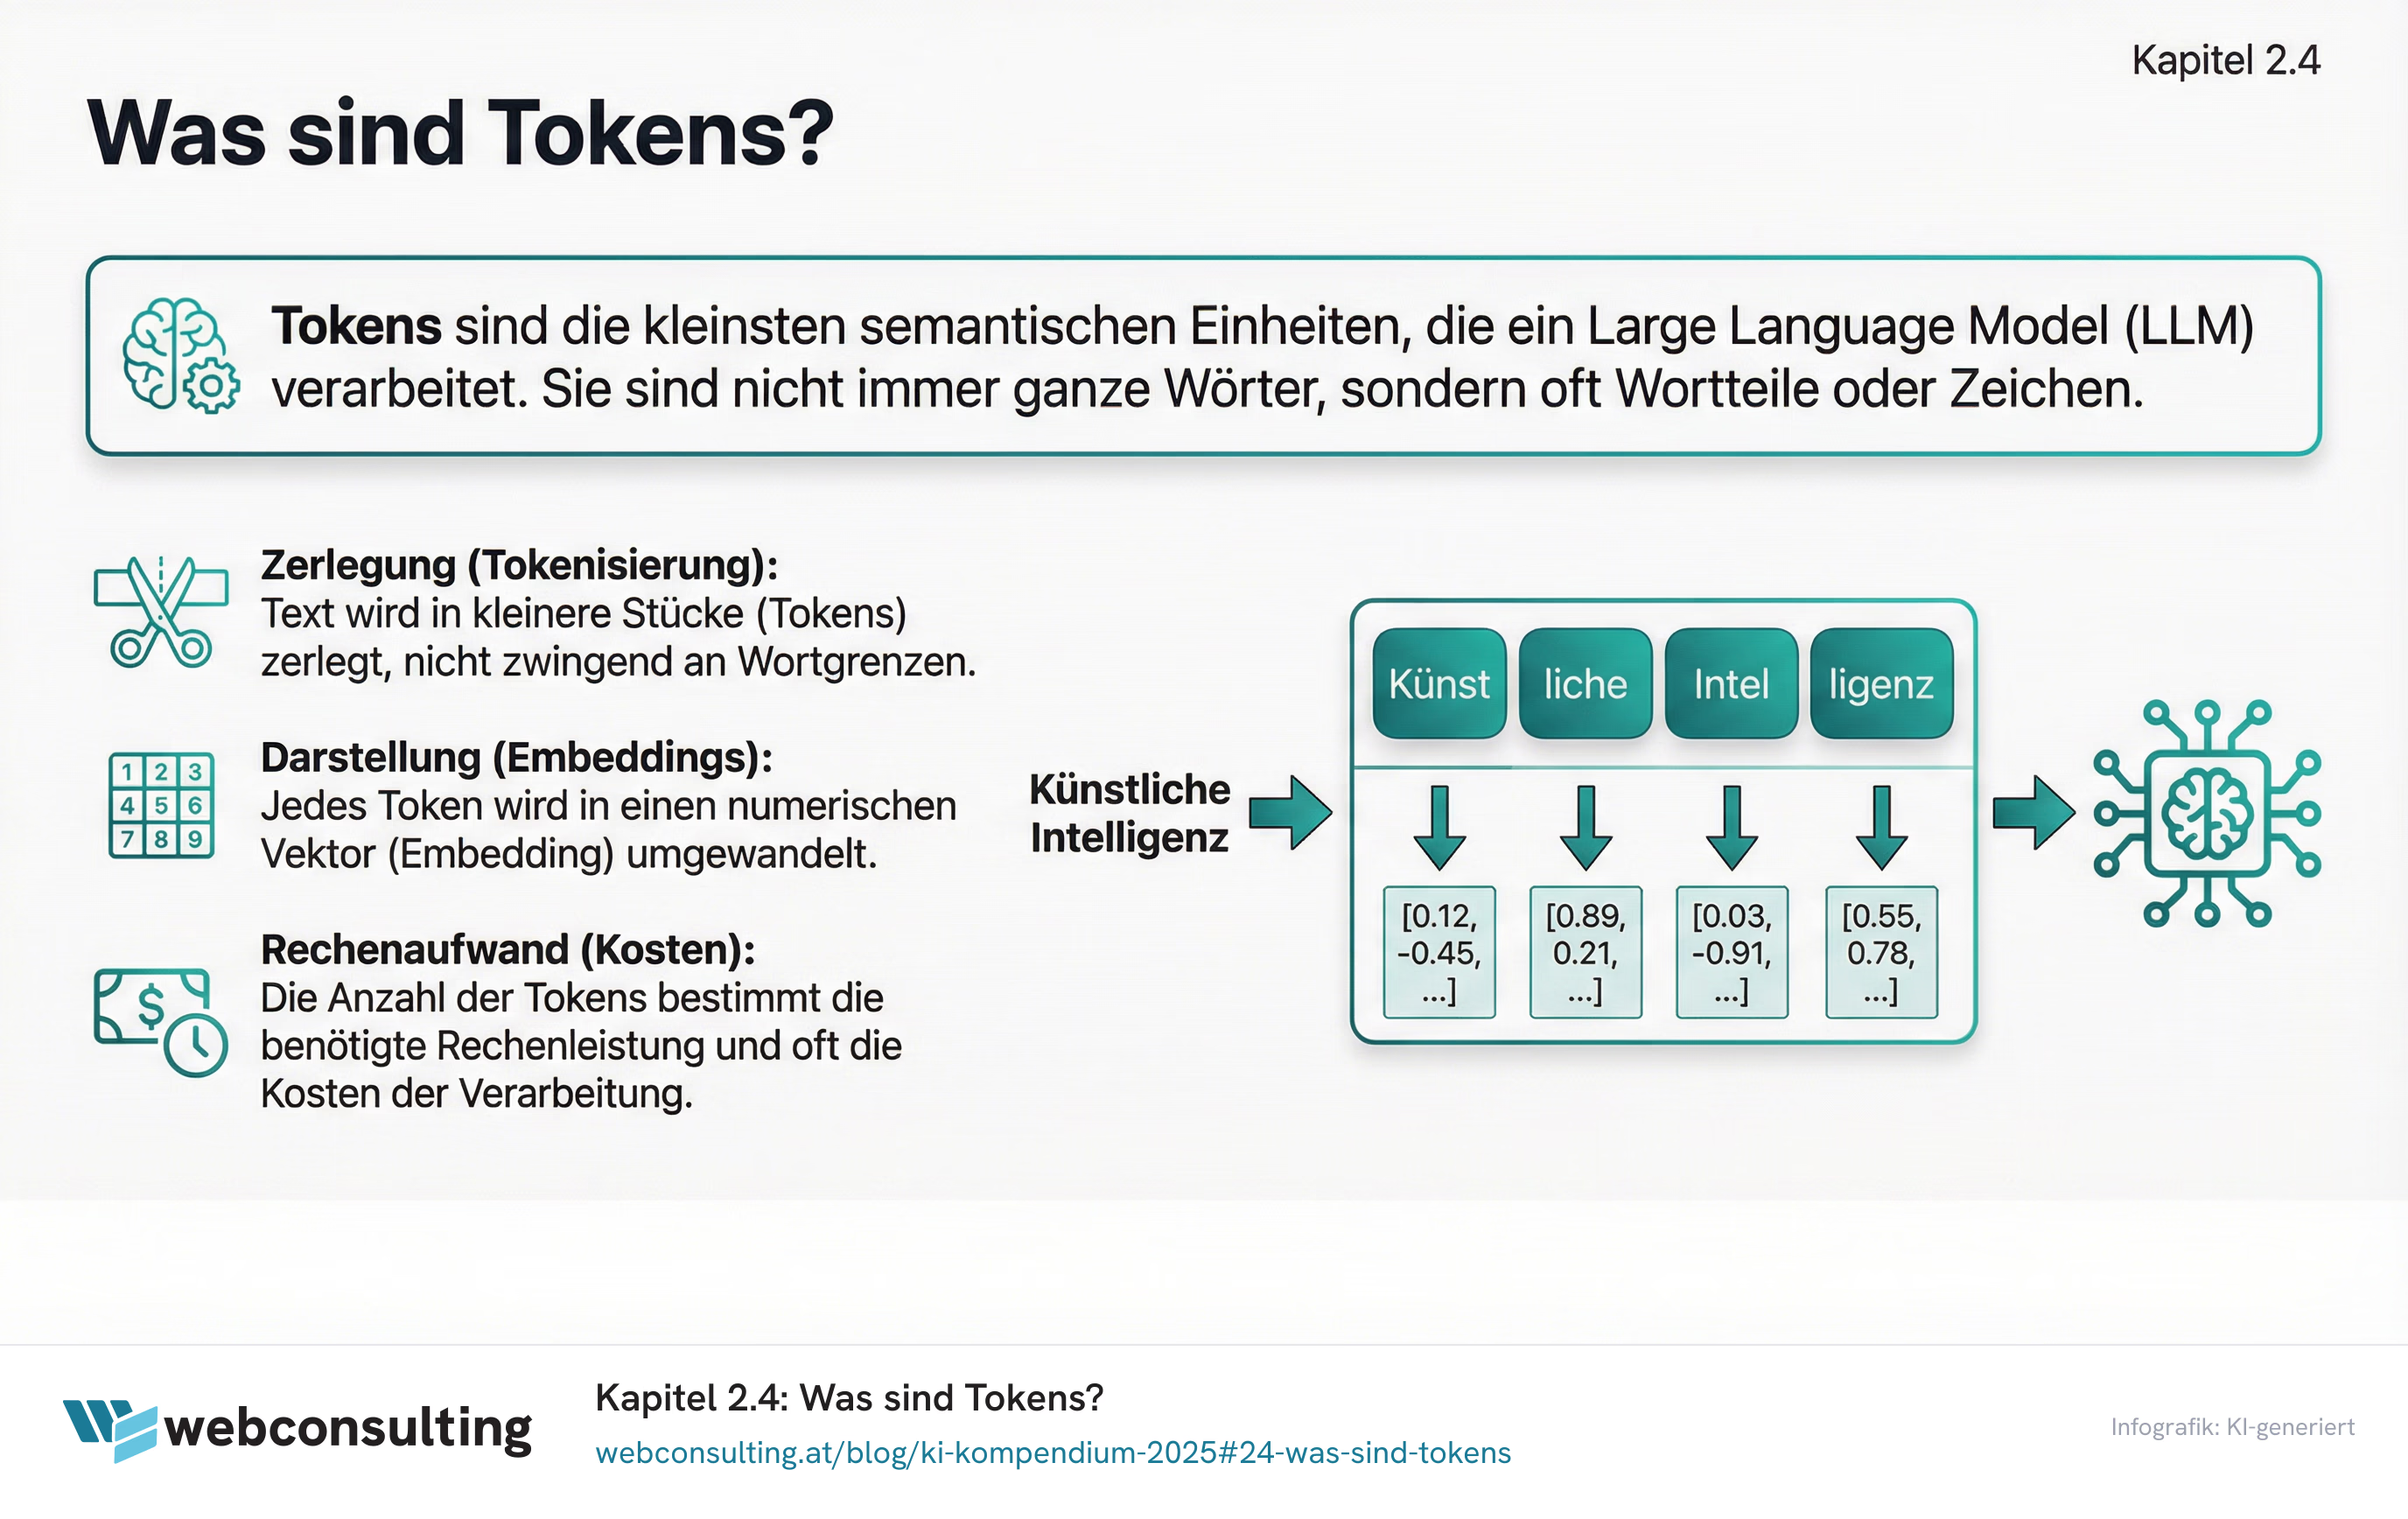 Kapitel 2.4
Was sind Tokens?
Tokens sind die kleinsten semantischen Einheiten, die ein Large Language Model (LLM)
verarbeitet. Sie sind nicht immer ganze Wörter, sondern oft Wortteile oder Zeichen.
Zerlegung (Tokenisierung):
Text wird in kleinere Stücke (Tokens)
zerlegt, nicht zwingend an Wortgrenzen.
1 2 3
4 5 6
7 8 9
Darstellung (Embeddings):
Jedes Token wird in einen numerischen
Vektor (Embedding) umgewandelt.
$
Rechenaufwand (Kosten):
Die Anzahl der Tokens bestimmt die
benötigte Rechenleistung und oft die
Kosten der Verarbeitung.
Künstliche
Intelligenz
Künst liche Intel ligenz
[0.12,
-0.45,
...]
[0.89,
0.21,
...]
[0.03,
-0.91,
...]
[0.55,
0.78,
...]
webconsulting
Kapitel 2.4: Was sind Tokens?
webconsulting.at/blog/ki-kompendium-2025#24-was-sind-tokens
Infografik: KI-generiert